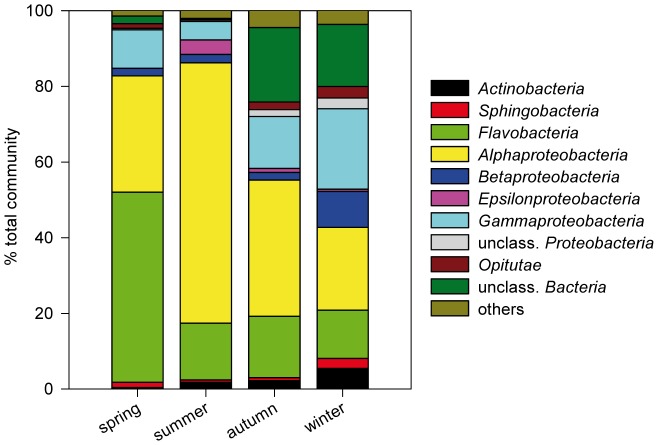 100
80
60
40
20
0
% total community
spring
summer
autumn
winter
Actinobacteria
Sphingobacteria
Flavobacteria
Alphaproteobacteria
Betaproteobacteria
Epsilonproteobacteria
Gammaproteobacteria
unclass. Proteobacteria
Opitutae
unclass. Bacteria
others